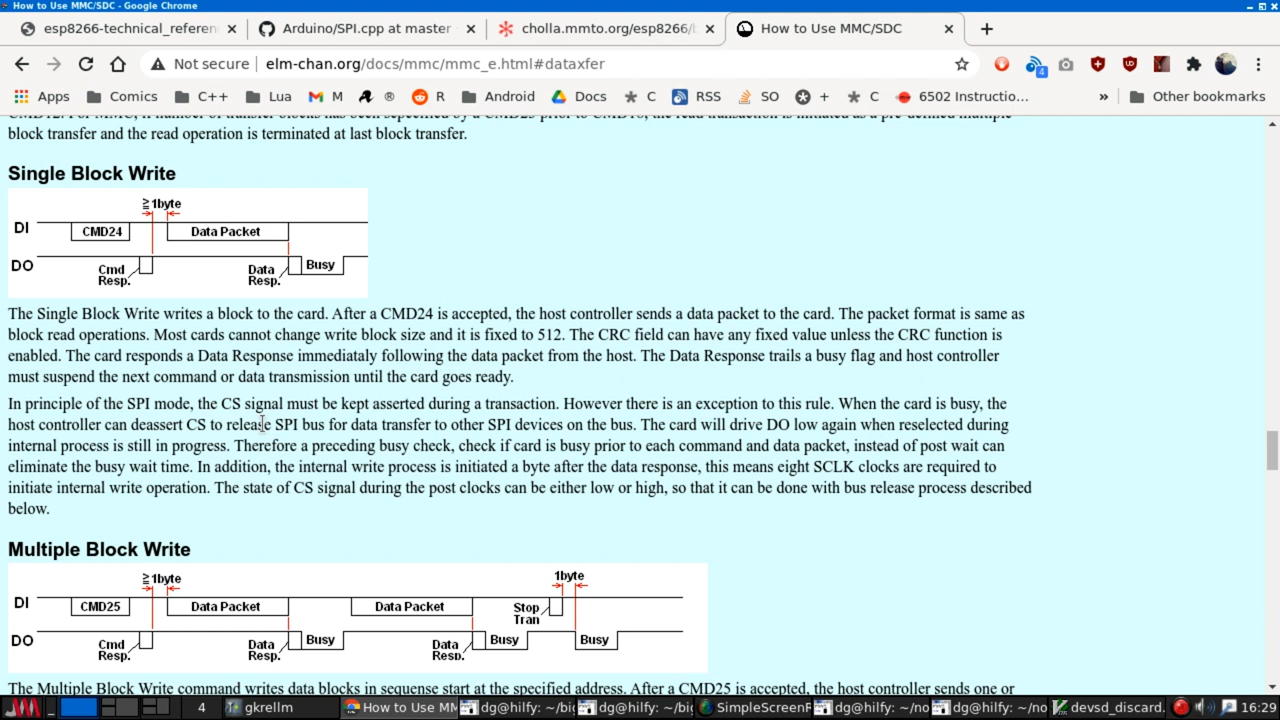 How to Use MMC/SDC - Google Chrome
esp8266-technical_referen
Arduino/SPI.cpp at master
cholla.mmto.org/esp8266/
How to Use MMC/SDC
Not secure
elm-chan.org/docs/mmc/mmc_e.html#dataxfer
4
Apps
Comics
C++
Lua
M
®
R
Android
Docs
C
RSS
SO
+
C
6502 Instructio...
»
Other bookmarks
block transfer and the read operation is terminated at last block transfer.
Single Block Write
≧1byte
DI
CMD24
Data Packet
DO
Cmd
Resp.
Data
Resp.
Busy
The Single Block Write writes a block to the card. After a CMD24 is accepted, the host controller sends a data packet to the card. The packet format is same as
block read operations. Most cards cannot change write block size and it is fixed to 512. The CRC field can have any fixed value unless the CRC function is
enabled. The card responds a Data Response immediataly following the data packet from the host. The Data Response trails a busy flag and host controller
must suspend the next command or data transmission until the card goes ready.
In principle of the SPI mode, the CS signal must be kept asserted during a transaction. However there is an exception to this rule. When the card is busy, the
host controller can deassert CS to release SPI bus for data transfer to other SPI devices on the bus. The card will drive DO low again when reselected during
internal process is still in progress. Therefore a preceding busy check, check if card is busy prior to each command and data packet, instead of post wait can
eliminate the busy wait time. In addition, the internal write process is initiated a byte after the data response, this means eight SCLK clocks are required to
initiate internal write operation. The state of CS signal during the post clocks can be either low or high, so that it can be done with bus release process described
below.
Multiple Block Write
≧1byte
1byte
DI
CMD25
Data Packet
Data Packet
Stop
Tran
DO
Cmd
Resp.
Data
Resp.
Busy
Data
Resp.
Busy
Busy
The Multiple Block Write command writes data blocks in sequence start at the specified address. After a CMD25 is accepted, the host controller sends one or
4
gkrellm
How to Use MM
dg@hilfy: ~/big
dg@hilfy: ~/big
SimpleScreenR
dg@hilfy: ~/no
dg@hilfy: ~/no
devsd_discard.
16:29